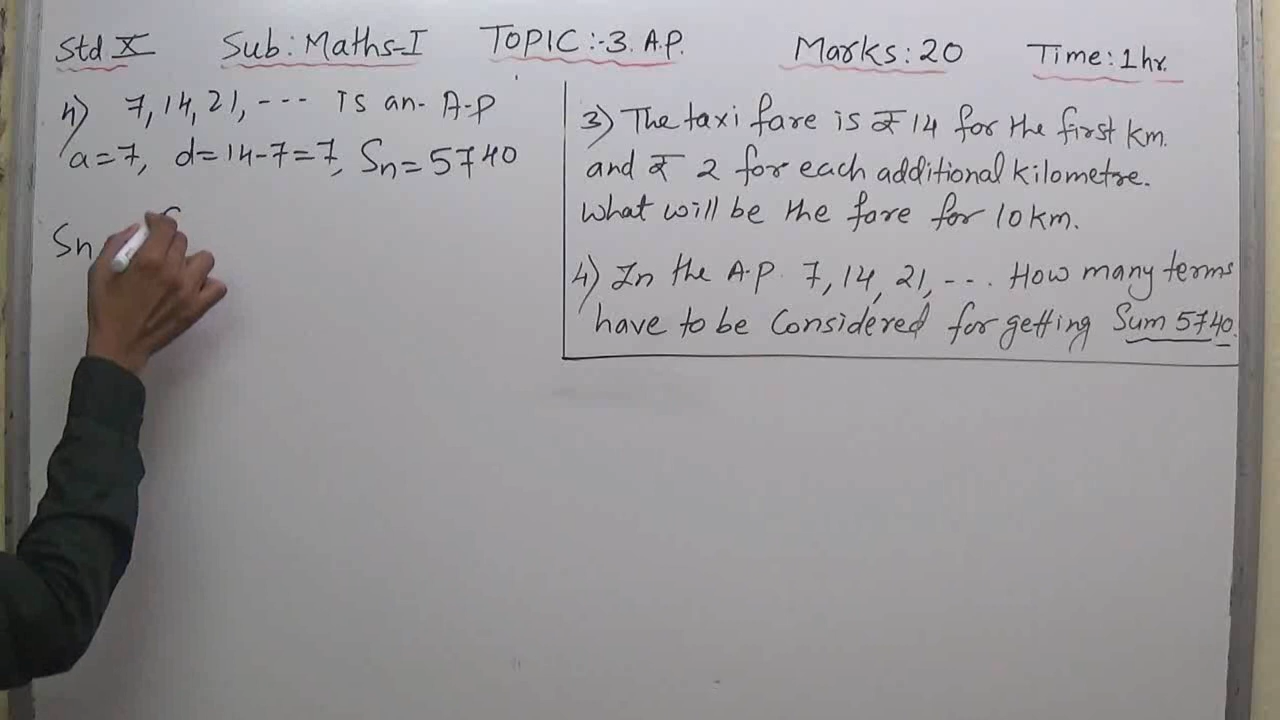 Std X Sub: Maths-I TOPIC:-3. A.P. Marks: 20 Time: 1 hr.
4) 7, 14, 21, --- is an A-P
a = 7, d = 14-7 = 7, Sn = 5740
Sn
3) The taxi fare is ₹ 14 for the first km.
and ₹ 2 for each additional kilometre.
What will be the fare for 10 km.
4) In the A.P. 7, 14, 21, --- . How many terms
have to be Considered for getting Sum 5740.